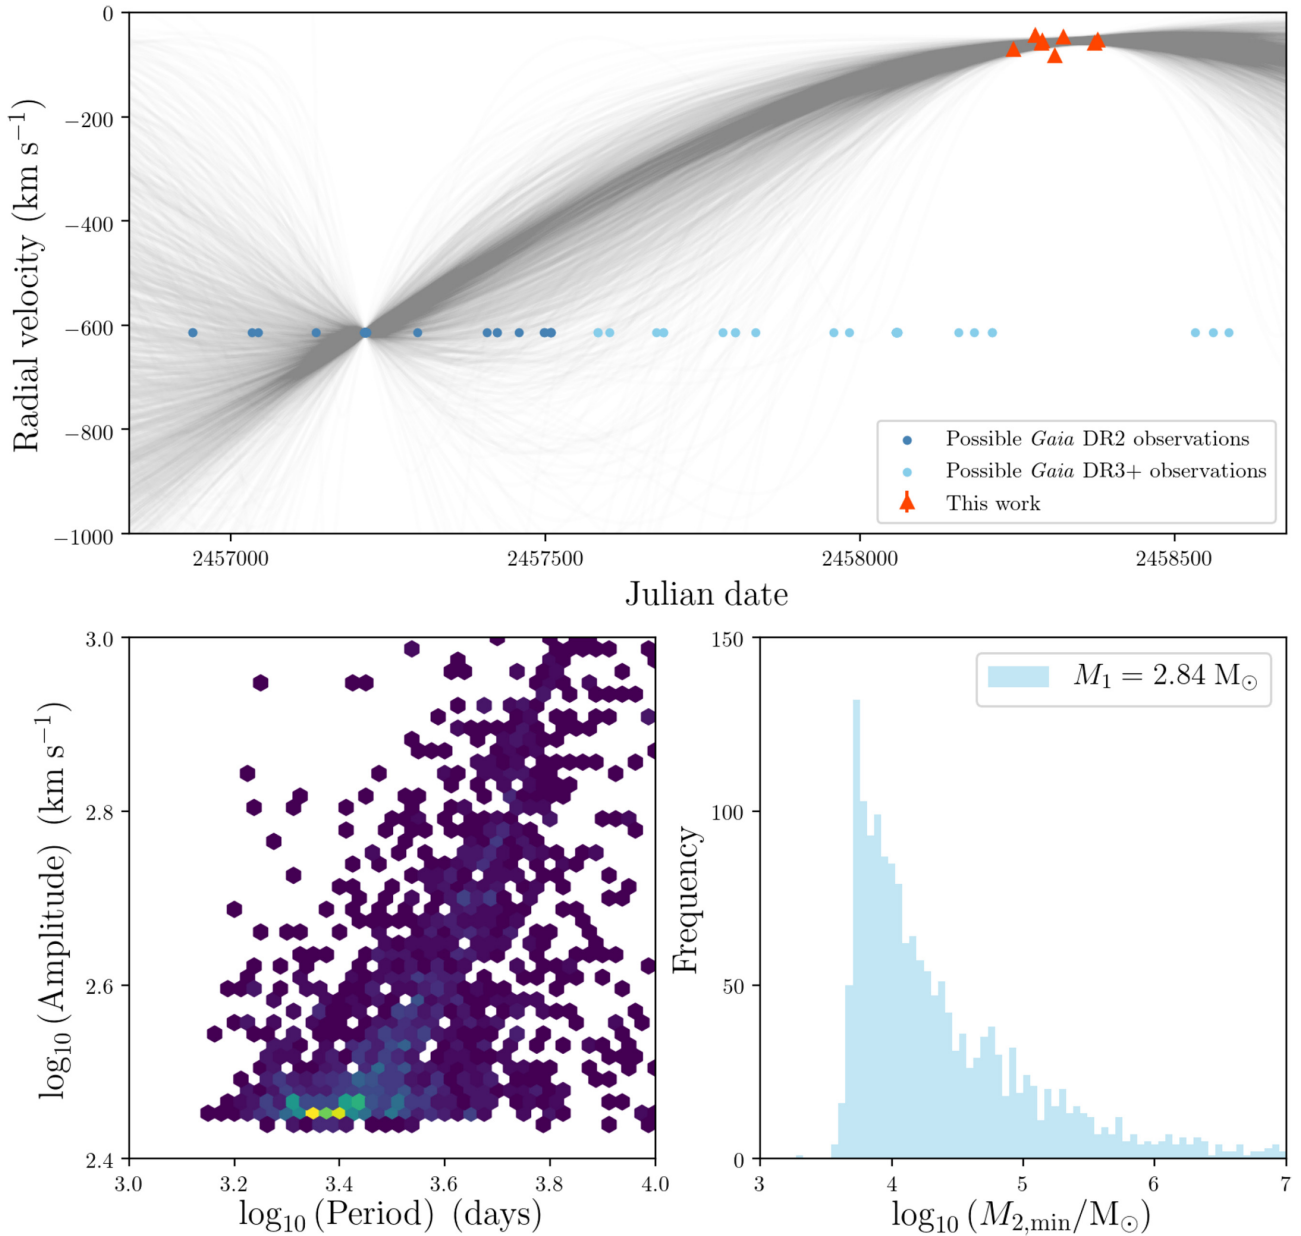 0
−200
−400
−600
−800
−1000
Radial velocity (km s⁻¹)
Possible Gaia DR2 observations
Possible Gaia DR3+ observations
This work
2457000 2457500 2458000 2458500
Julian date
3.0
2.8
2.6
2.4
log₁₀ (Amplitude) (km s⁻¹)
3.0 3.2 3.4 3.6 3.8 4.0
log₁₀ (Period) (days)
150
100
50
0
Frequency
M₁ = 2.84 M⊙
3 4 5 6 7
log₁₀ (M₂,min/M⊙)